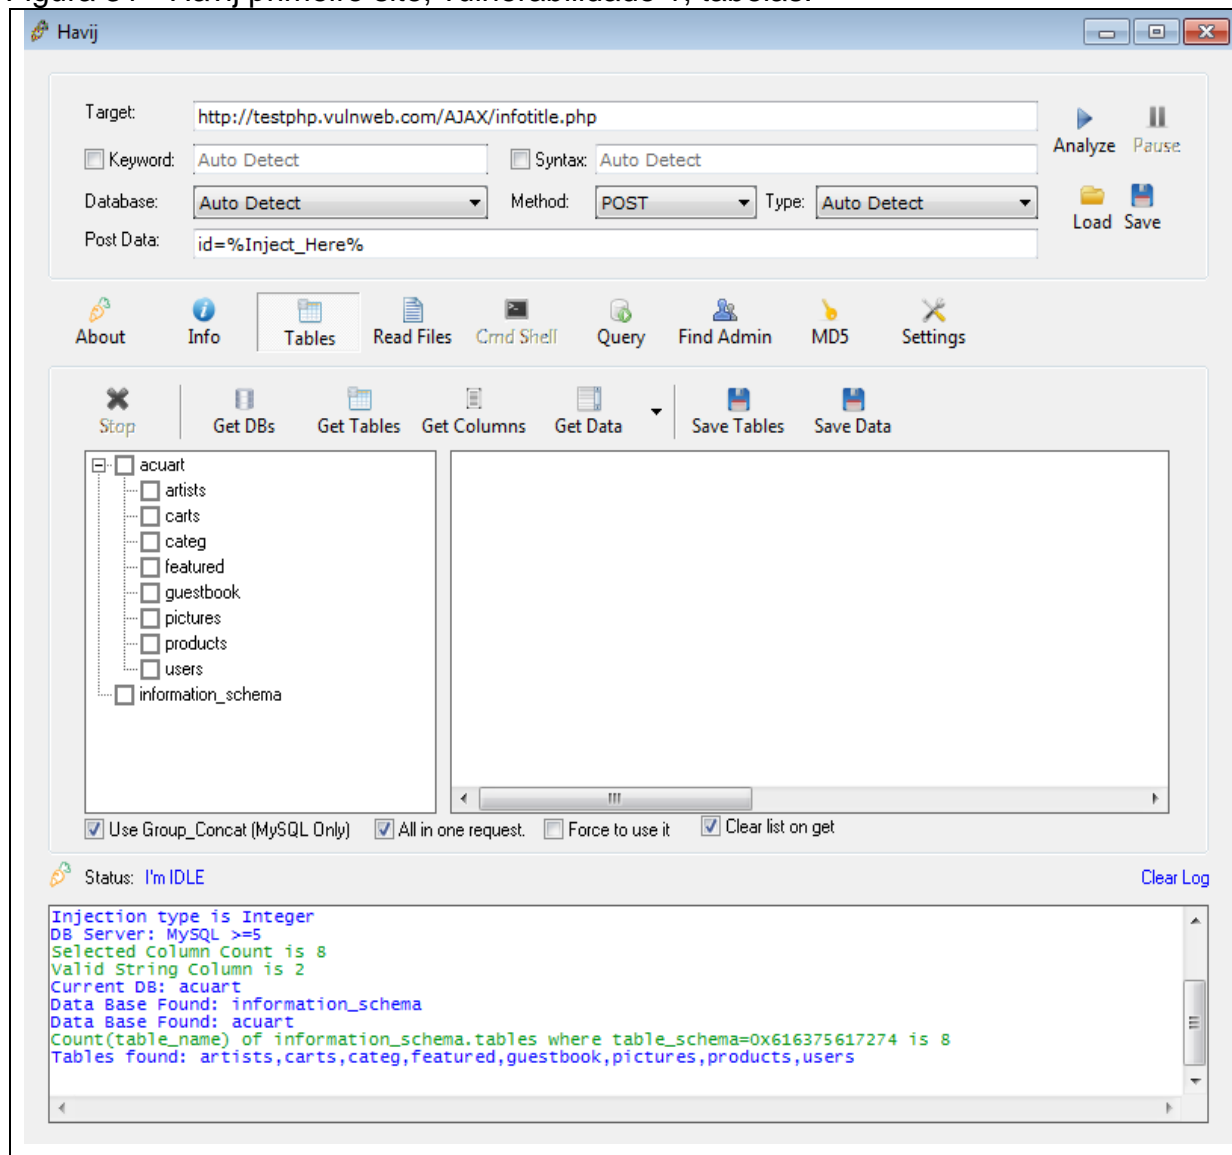 Havij
Target: http://testphp.vulnweb.com/AJAX/infotitle.php
Analyze Pause
Keyword: Auto Detect Syntax: Auto Detect
Database: Auto Detect Method: POST Type: Auto Detect
Load Save
Post Data: id=%Inject_Here%
About Info Tables Read Files Cmd Shell Query Find Admin MD5 Settings
Stop Get DBs Get Tables Get Columns Get Data Save Tables Save Data
acuart
artists
carts
categ
featured
guestbook
pictures
products
users
information_schema
Use Group_Concat (MySQL Only) All in one request. Force to use it Clear list on get
Status: I'm IDLE Clear Log
Injection type is Integer
DB Server: MySQL >=5
Selected Column Count is 8
Valid String Column is 2
Current DB: acuart
Data Base Found: information_schema
Data Base Found: acuart
Count(table_name) of information_schema.tables where table_schema=0x616375617274 is 8
Tables found: artists,carts,categ,featured,guestbook,pictures,products,users